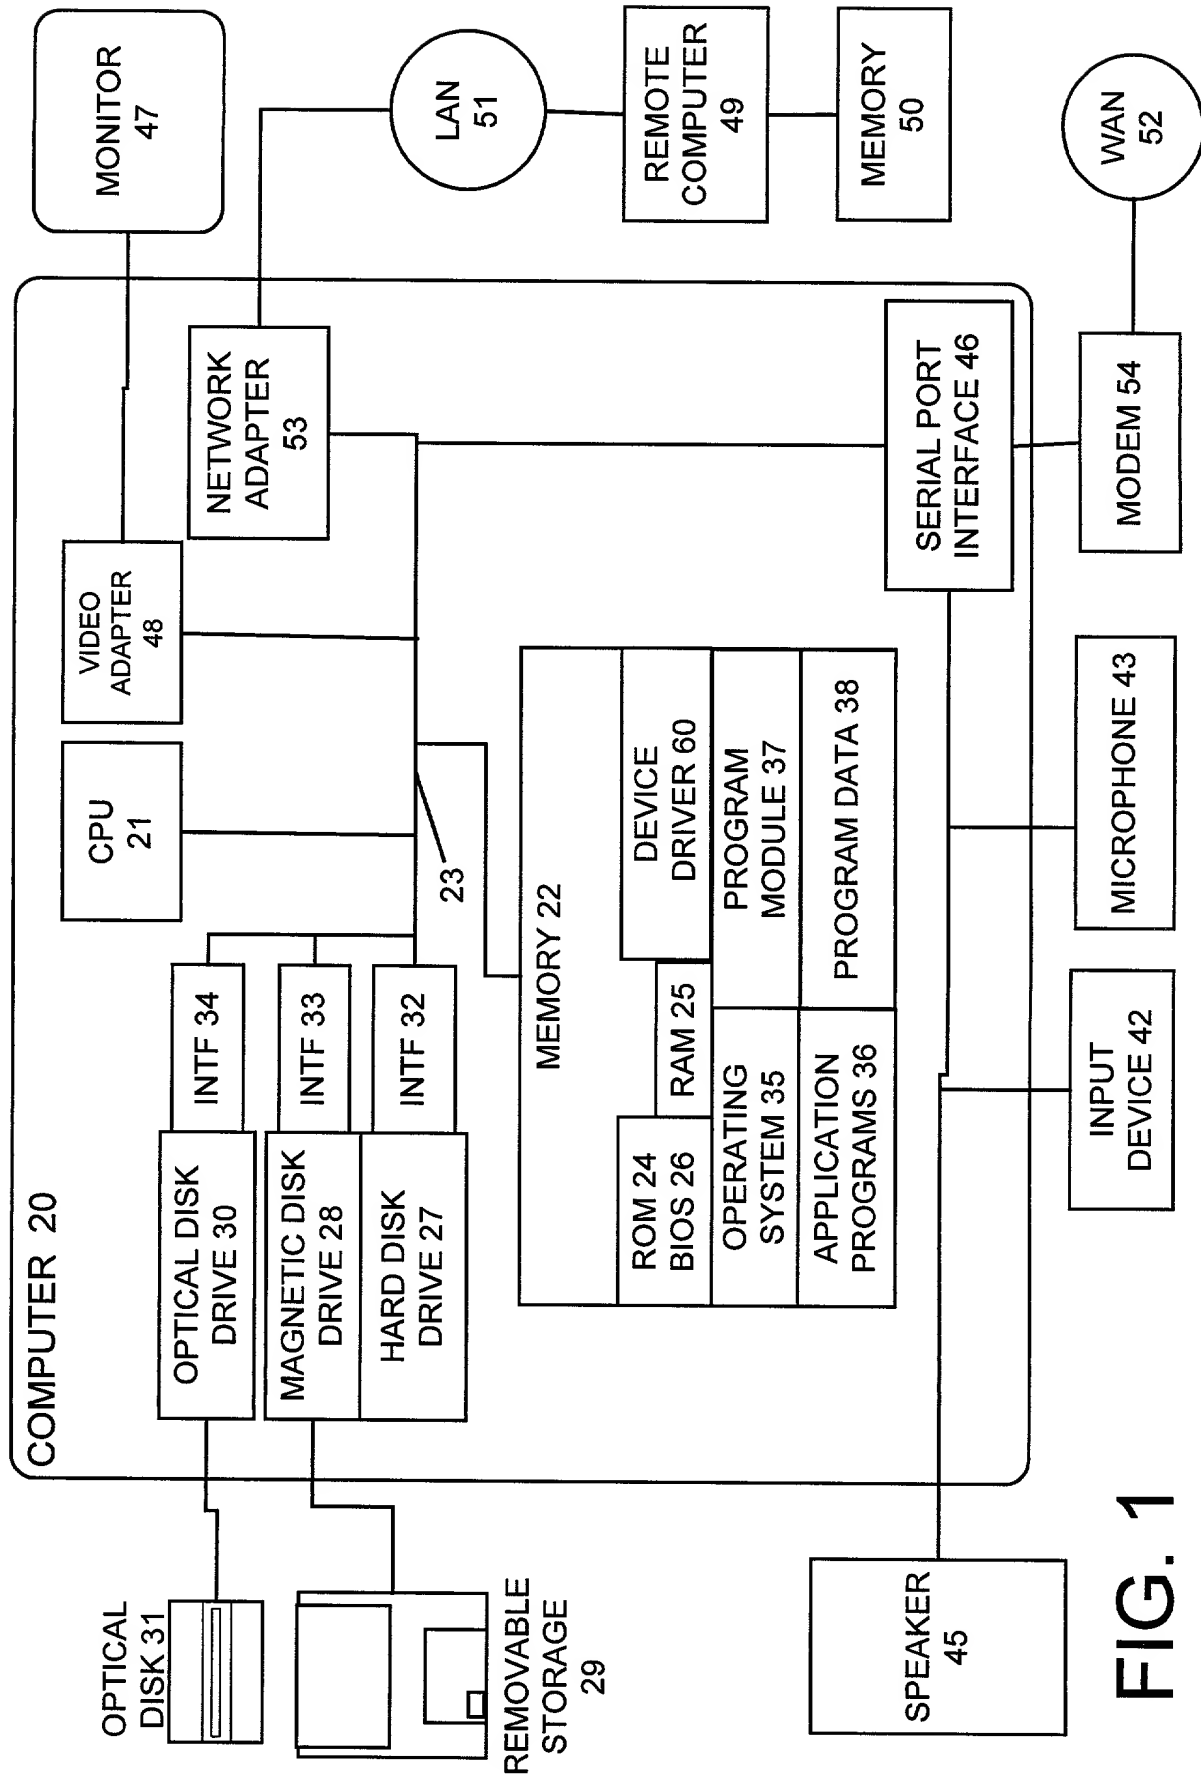 COMPUTER 20
OPTICAL
DISK 31
REMOVABLE
STORAGE
29
OPTICAL DISK
DRIVE 30
INTF 34
MAGNETIC DISK
DRIVE 28
INTF 33
HARD DISK
DRIVE 27
INTF 32
CPU
21
VIDEO
ADAPTER
48
MONITOR
47
NETWORK
ADAPTER
53
LAN
51
REMOTE
COMPUTER
49
MEMORY
50
23
MEMORY 22
ROM 24
BIOS 26
RAM 25
DEVICE
DRIVER 60
OPERATING
SYSTEM 35
PROGRAM
MODULE 37
APPLICATION
PROGRAMS 36
PROGRAM DATA 38
SERIAL PORT
INTERFACE 46
SPEAKER
45
INPUT
DEVICE 42
MICROPHONE 43
MODEM 54
WAN
52
FIG. 1